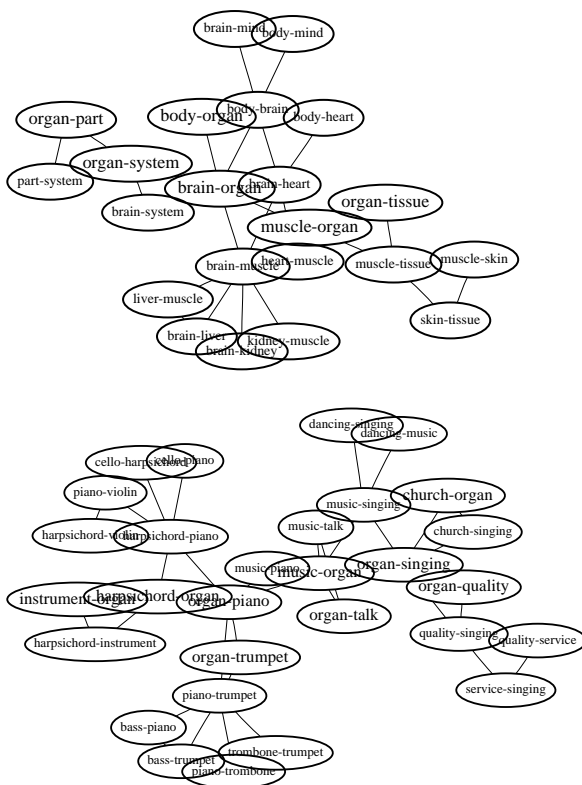 brain-mind
body-mind
body-organ
body-brain
body-heart
organ-part
organ-system
part-system
brain-organ
brain-heart
brain-system
organ-tissue
muscle-organ
brain-muscle
heart-muscle
muscle-tissue
muscle-skin
liver-muscle
skin-tissue
brain-liver
kidney-muscle
brain-kidney
dancing-singing
dancing-music
cello-harpsichord
cello-piano
piano-violin
music-singing
church-organ
harpsichord-violin
harpsichord-piano
music-talk
church-singing
music-piano
music-organ
organ-singing
instrument-organ
harpsichord-organ
organ-piano
organ-quality
organ-talk
harpsichord-instrument
quality-singing
quality-service
organ-trumpet
service-singing
piano-trumpet
bass-piano
trombone-trumpet
bass-trumpet
piano-trombone